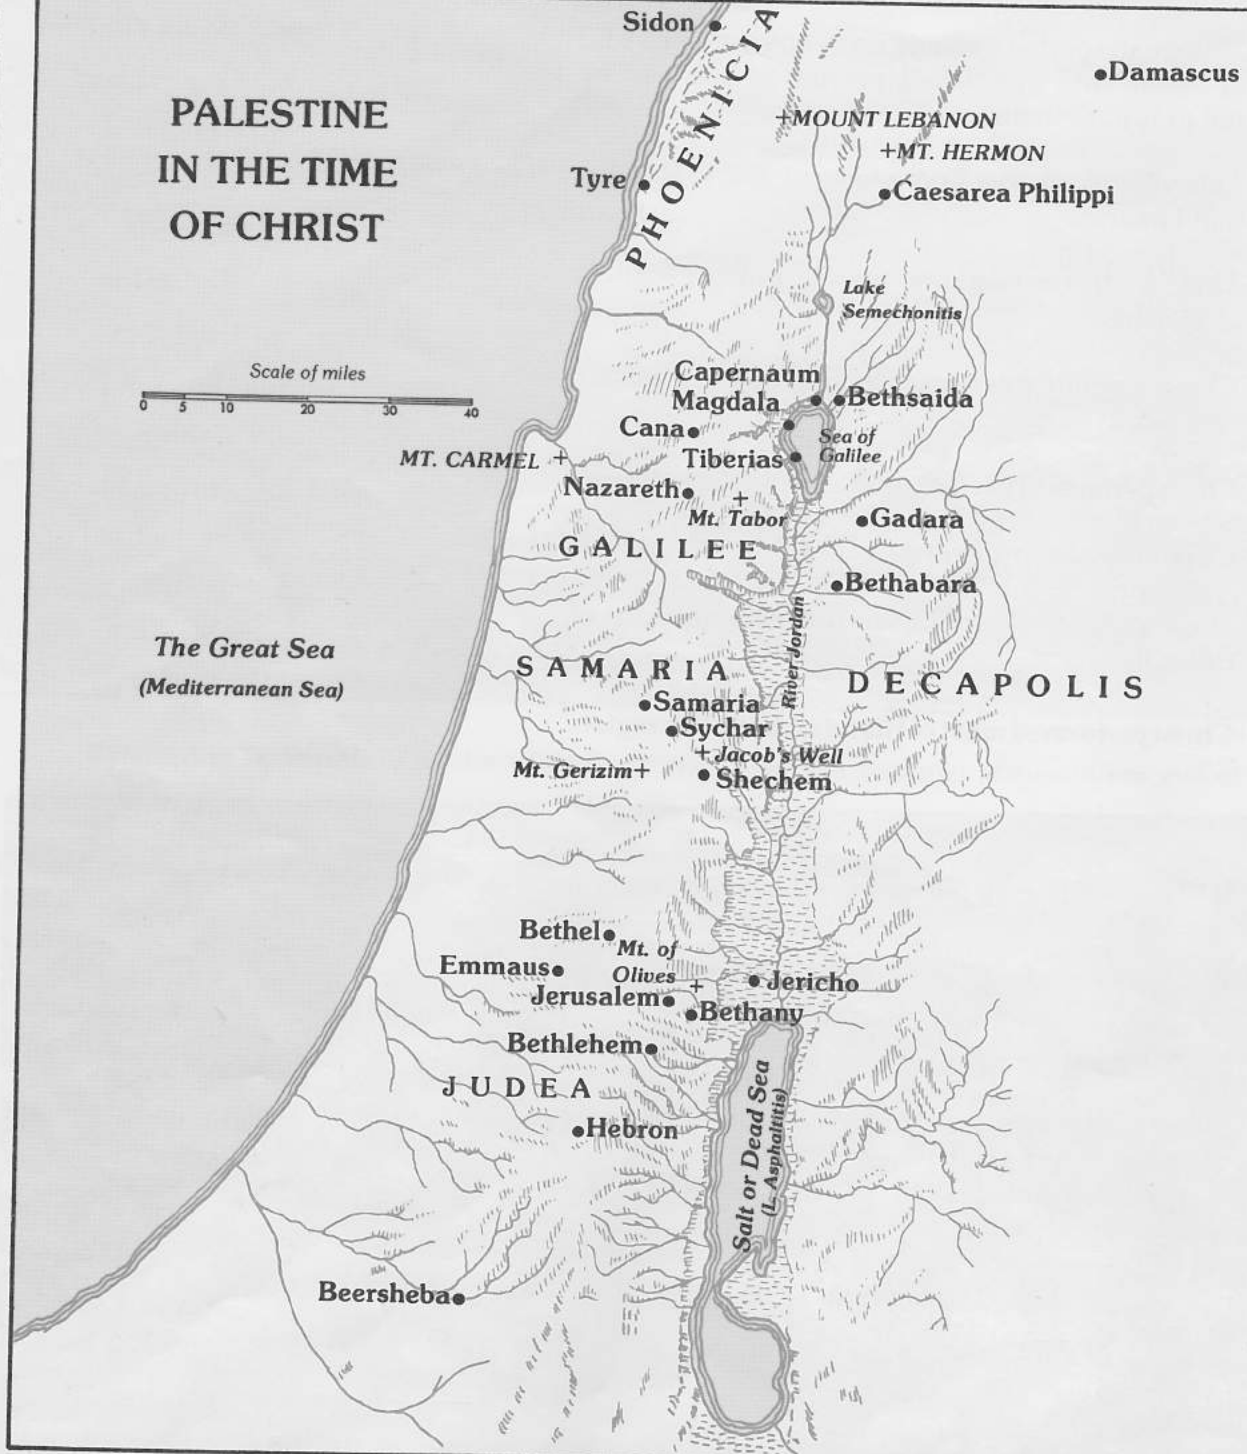 Sidon
PHOENICIA
Damascus
PALESTINE
IN THE TIME
OF CHRIST
MOUNT LEBANON
MT. HERMON
Tyre
Caesarea Philippi
Lake
Semechonitis
Scale of miles
0 5 10 20 30 40
Capernaum
Magdala
Bethsaida
Cana
Sea of
Galilee
MT. CARMEL
Tiberias
Nazareth
Mt. Tabor
Gadara
GALILEE
Bethabara
River Jordan
The Great Sea
(Mediterranean Sea)
SAMARIA
DECAPOLIS
Samaria
Sychar
Jacob's Well
Mt. Gerizim
Shechem
Bethel
Mt. of
Olives
Emmaus
Jericho
Jerusalem
Bethany
Bethlehem
JUDEA
Salt or Dead Sea
(L. Asphaltitis)
Hebron
Beersheba